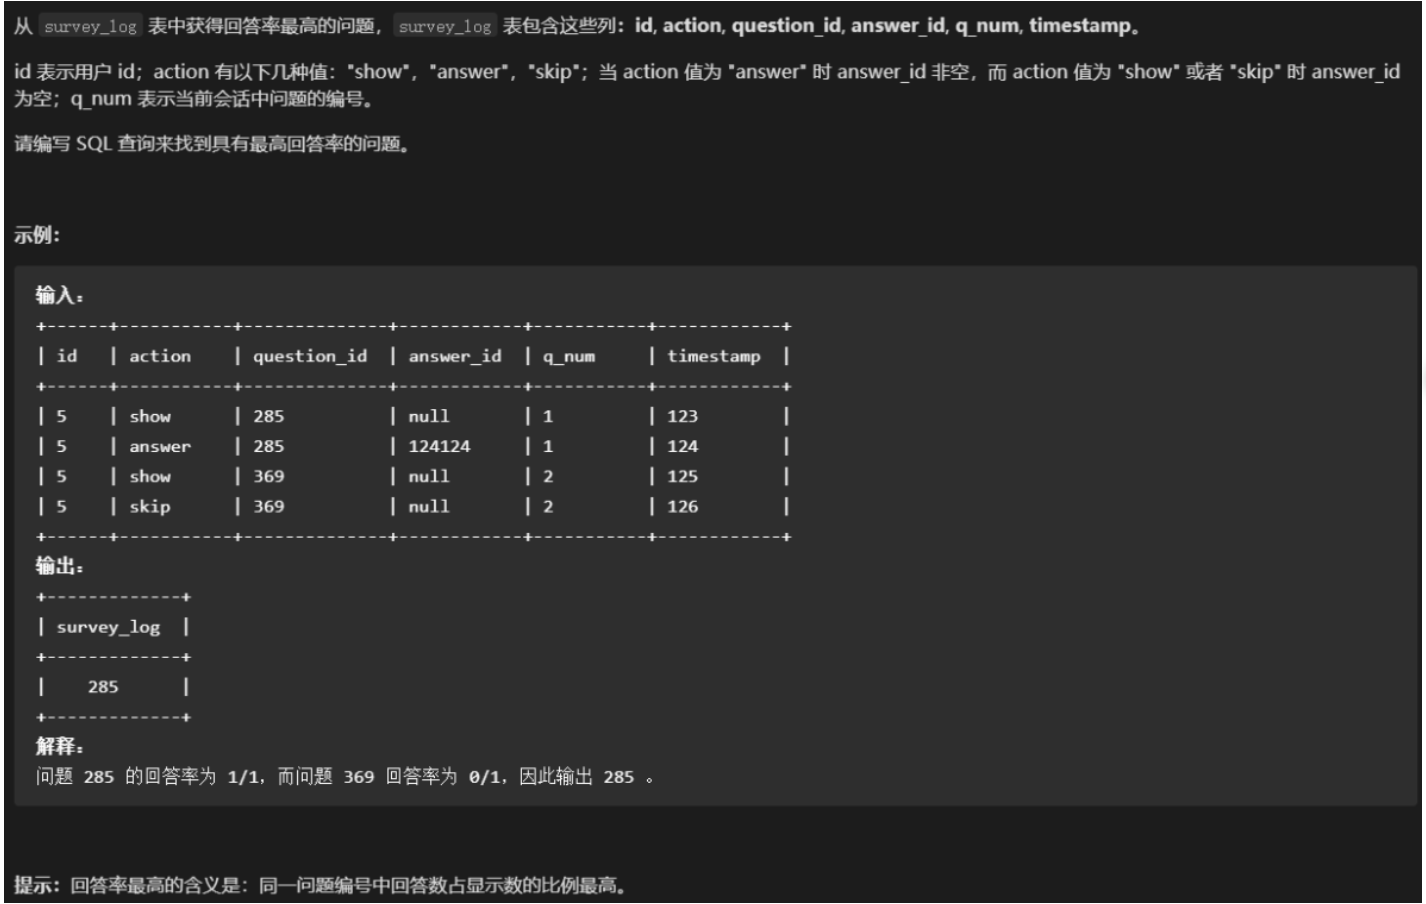 从 survey_log 表中获得回答率最高的问题，survey_log 表包含这些列：id, action, question_id, answer_id, q_num, timestamp。
id 表示用户 id；action 有以下几种值："show"，"answer"，"skip"；当 action 值为 "answer" 时 answer_id 非空，而 action 值为 "show" 或者 "skip" 时 answer_id
为空；q_num 表示当前会话中问题的编号。
请编写 SQL 查询来找到具有最高回答率的问题。
示例：
输入：
+------+-----------+--------------+------------+-----------+------------+
| id   | action    | question_id  | answer_id  | q_num     | timestamp  |
+------+-----------+--------------+------------+-----------+------------+
| 5    | show      | 285          | null       | 1         | 123        |
| 5    | answer    | 285          | 124124     | 1         | 124        |
| 5    | show      | 369          | null       | 2         | 125        |
| 5    | skip      | 369          | null       | 2         | 126        |
+------+-----------+--------------+------------+-----------+------------+
输出：
+-------------+
| survey_log  |
+-------------+
|    285      |
+-------------+
解释：
问题 285 的回答率为 1/1，而问题 369 回答率为 0/1，因此输出 285 。
提示：回答率最高的含义是：同一问题编号中回答数占显示数的比例最高。